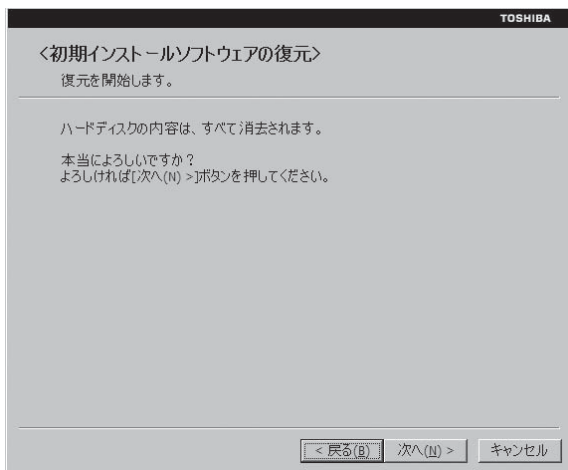 TOSHIBA
<初期インストールソフトウェアの復元>
復元を開始します。
ハードディスクの内容は、すべて消去されます。
本当によろしいですか？
よろしければ[次へ(N) >]ボタンを押してください。
< 戻る(B)
次へ(N) >
キャンセル